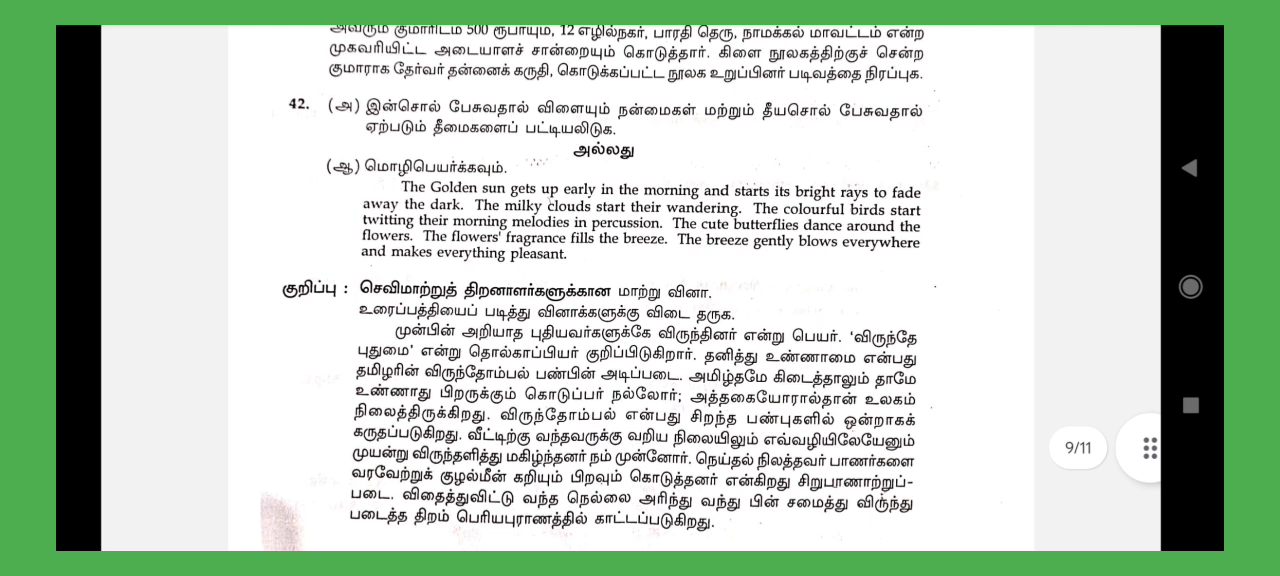 அவரும் குமாரிடம் 500 ரூபாயும், 12 எழில்நகர், பாரதி தெரு, நாமக்கல் மாவட்டம் என்ற
முகவரியிட்ட அடையாளச் சான்றையும் கொடுத்தார். கிளை நூலகத்திற்குச் சென்ற
குமாராக தேர்வர் தன்னைக் கருதி, கொடுக்கப்பட்ட நூலக உறுப்பினர் படிவத்தை நிரப்புக.
42. (அ) இன்சொல் பேசுவதால் விளையும் நன்மைகள் மற்றும் தீயசொல் பேசுவதால்
ஏற்படும் தீமைகளைப் பட்டியலிடுக.
அல்லது
(ஆ) மொழிபெயர்க்கவும்.
The Golden sun gets up early in the morning and starts its bright rays to fade
away the dark. The milky clouds start their wandering. The colourful birds start
twitting their morning melodies in percussion. The cute butterflies dance around the
flowers. The flowers' fragrance fills the breeze. The breeze gently blows everywhere
and makes everything pleasant.
குறிப்பு : செவிமாற்றுத் திறனாளர்களுக்கான மாற்று வினா.
உரைப்பத்தியைப் படித்து வினாக்களுக்கு விடை தருக.
முன்பின் அறியாத புதியவர்களுக்கே விருந்தினர் என்று பெயர். 'விருந்தே
புதுமை' என்று தொல்காப்பியர் குறிப்பிடுகிறார். தனித்து உண்ணாமை என்பது
தமிழரின் விருந்தோம்பல் பண்பின் அடிப்படை. அமிழ்தமே கிடைத்தாலும் தாமே
உண்ணாது பிறருக்கும் கொடுப்பர் நல்லோர்; அத்தகையோரால்தான் உலகம்
நிலைத்திருக்கிறது. விருந்தோம்பல் என்பது சிறந்த பண்புகளில் ஒன்றாகக்
கருதப்படுகிறது. வீட்டிற்கு வந்தவருக்கு வறிய நிலையிலும் எவ்வழியிலேயேனும்
முயன்று விருந்தளித்து மகிழ்ந்தனர் நம் முன்னோர். நெய்தல் நிலத்தவர் பாணர்களை
வரவேற்றுக் குழல்மீன் கறியும் பிறவும் கொடுத்தனர் என்கிறது சிறுபாணாற்றுப்-
படை. விதைத்துவிட்டு வந்த நெல்லை அரிந்து வந்து பின் சமைத்து விருந்து
படைத்த திறம் பெரியபுராணத்தில் காட்டப்படுகிறது.
9/11